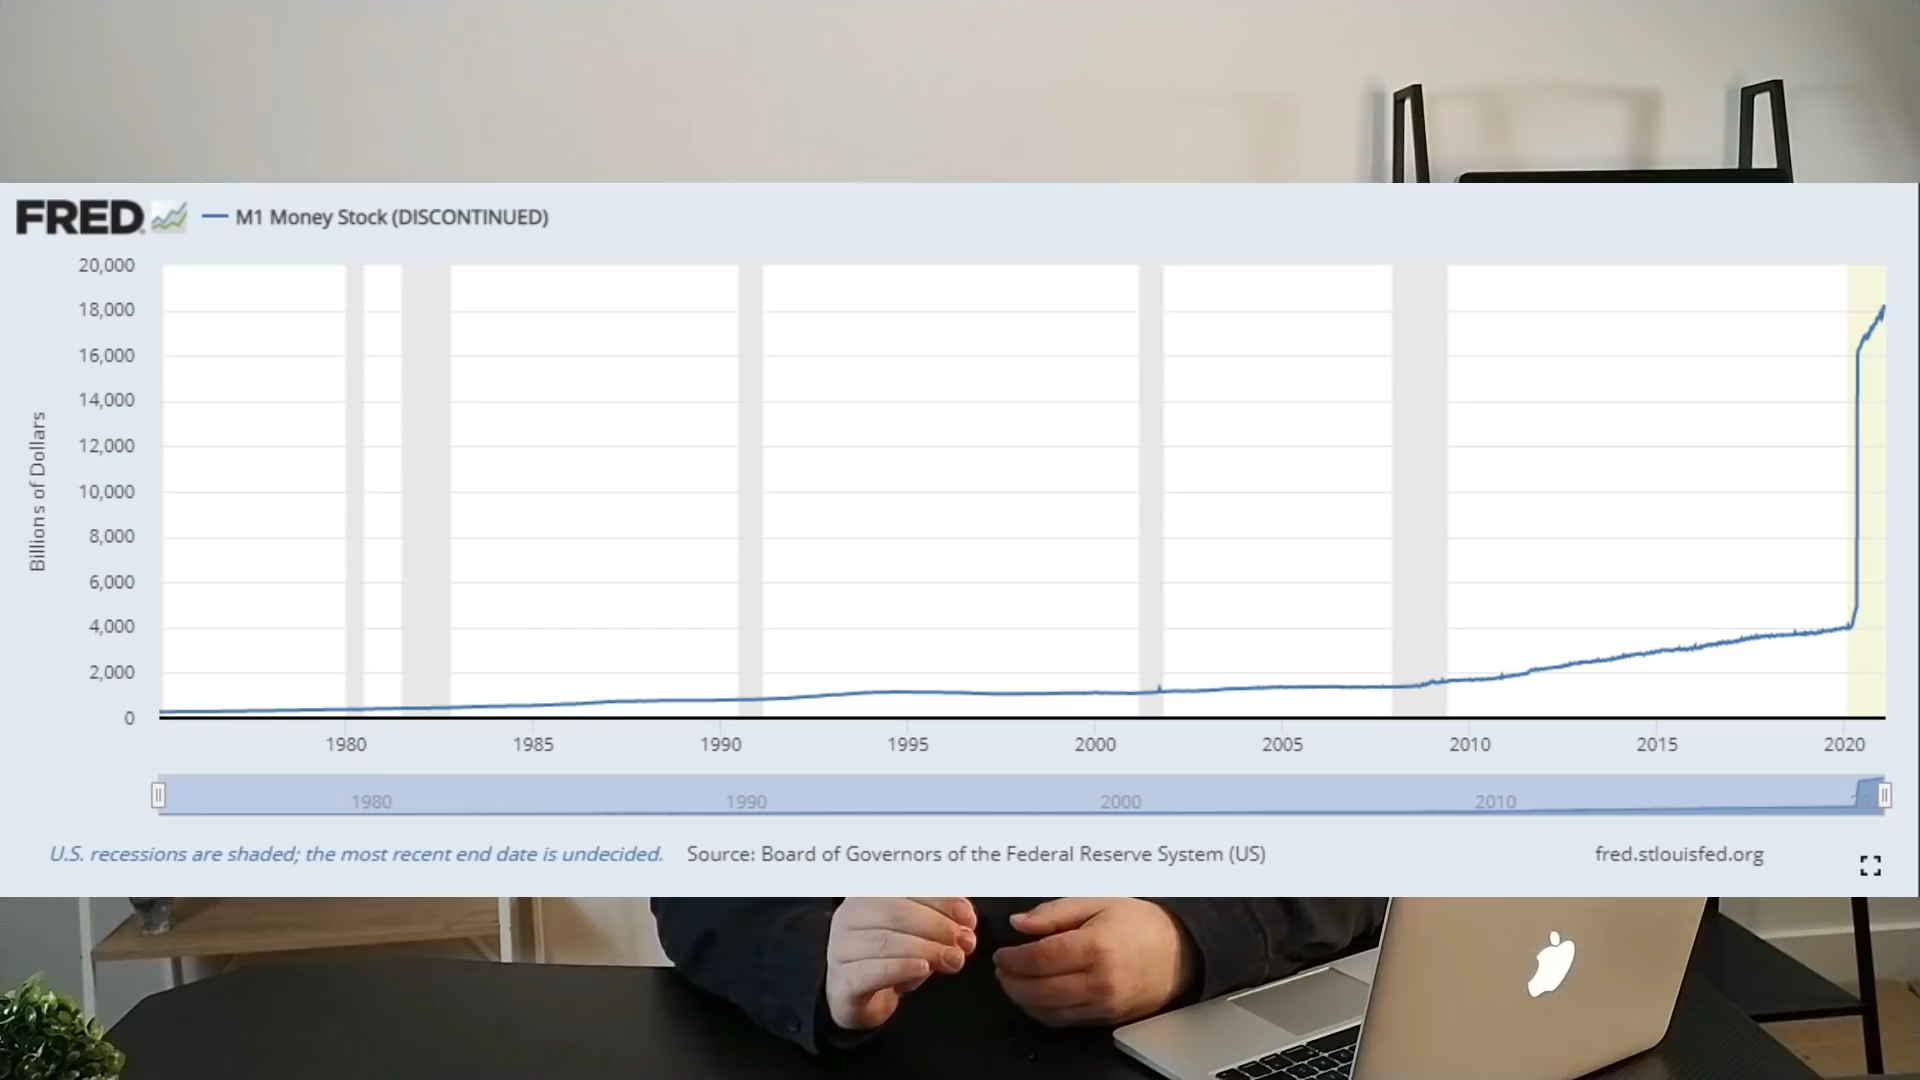 FRED
M1 Money Stock (DISCONTINUED)
20,000
18,000
16,000
14,000
12,000
10,000
8,000
6,000
4,000
2,000
0
Billions of Dollars
1980 1985 1990 1995 2000 2005 2010 2015 2020
1980 1990 2000 2010
U.S. recessions are shaded; the most recent end date is undecided. Source: Board of Governors of the Federal Reserve System (US) fred.stlouisfed.org